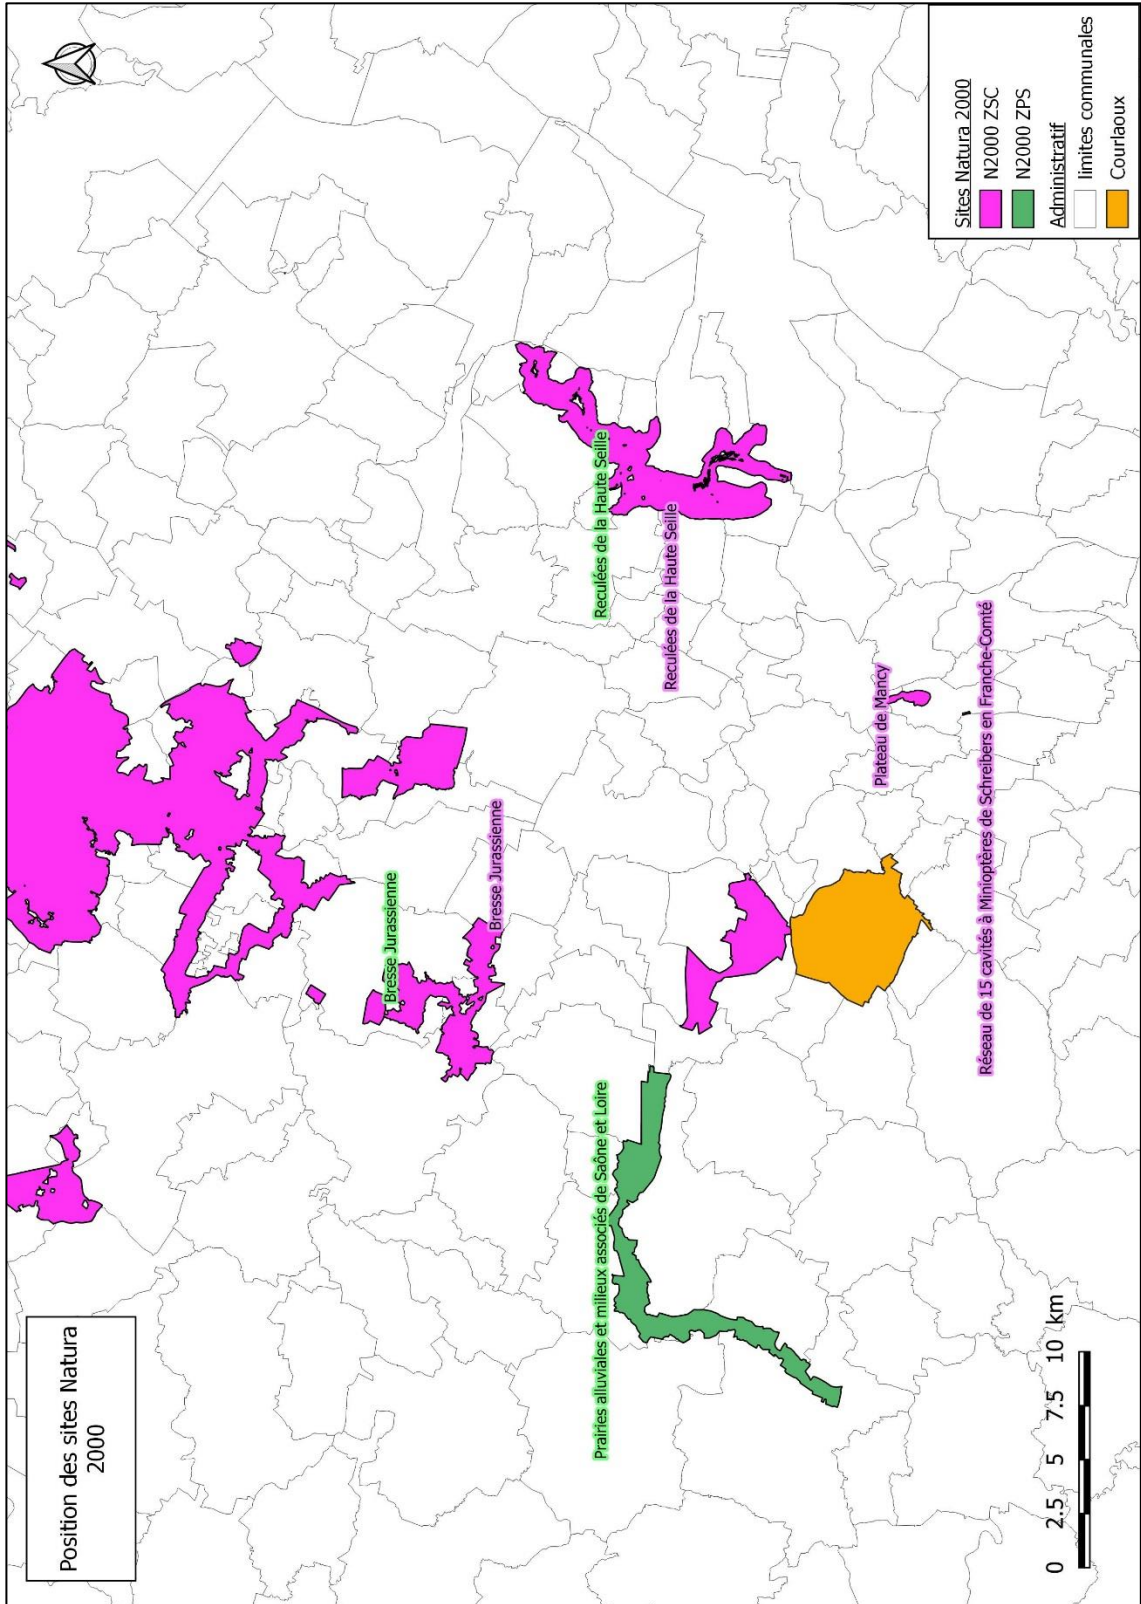 Position des sites Natura
2000
Bresse Jurassienne
Bresse Jurassienne
Reculées de la Haute Seille
Reculées de la Haute Seille
Prairies alluviales et milieux associés de Saône et Loire
Plateau de Mancy
Réseau de 15 cavités à Minioptères de Schreibers en Franche-Comté
0 2.5 5 7.5 10 km
Sites Natura 2000
N2000 ZSC
N2000 ZPS
Administratif
limites communales
Courlaoux